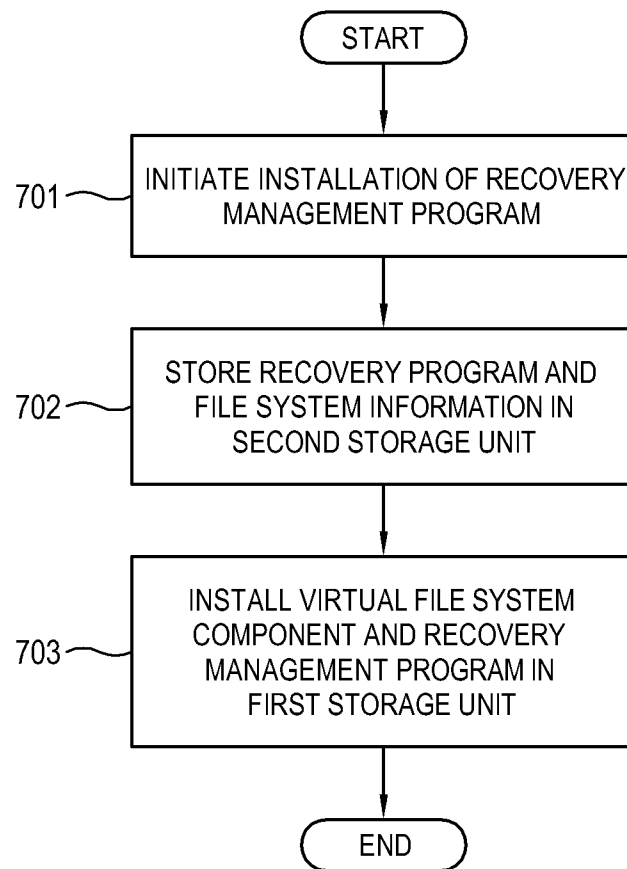 START
701
INITIATE INSTALLATION OF RECOVERY
MANAGEMENT PROGRAM
702
STORE RECOVERY PROGRAM AND
FILE SYSTEM INFORMATION IN
SECOND STORAGE UNIT
703
INSTALL VIRTUAL FILE SYSTEM
COMPONENT AND RECOVERY
MANAGEMENT PROGRAM IN
FIRST STORAGE UNIT
END